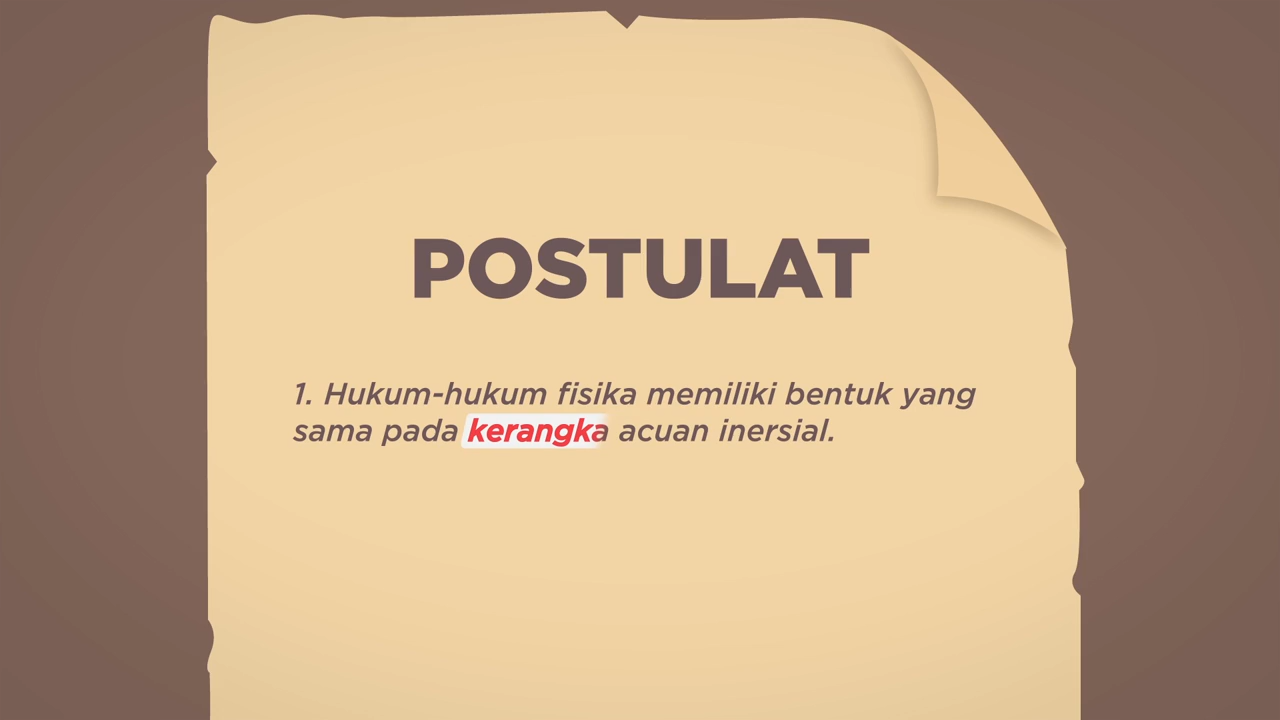 POSTULAT
1. Hukum-hukum fisika memiliki bentuk yang
sama pada kerangka acuan inersial.